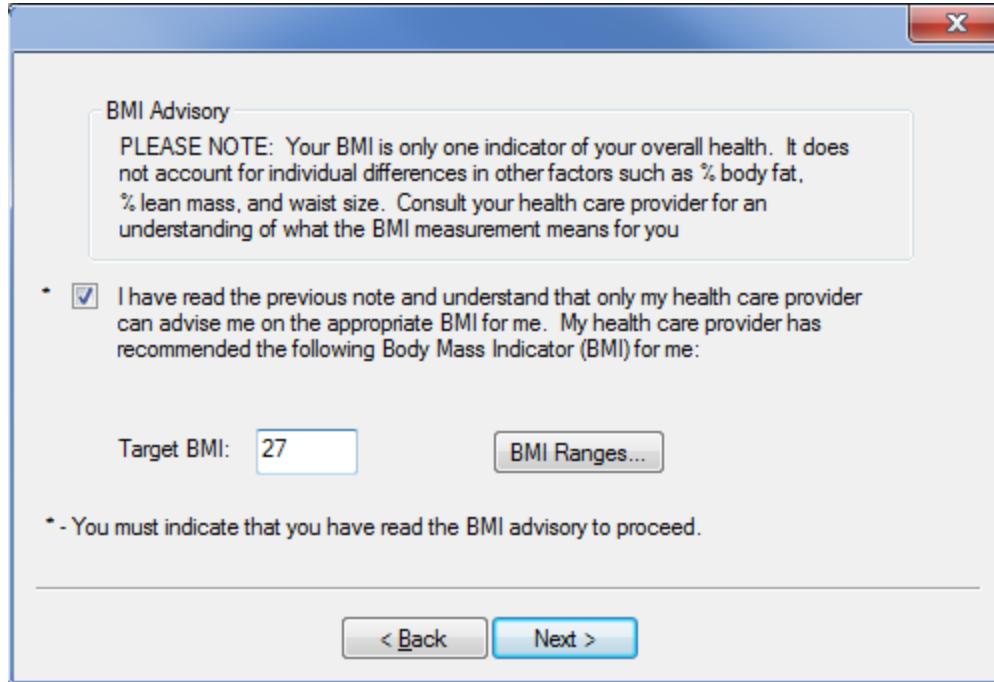 BMI Advisory
PLEASE NOTE:  Your BMI is only one indicator of your overall health.  It does
not account for individual differences in other factors such as % body fat,
% lean mass, and waist size.  Consult your health care provider for an
understanding of what the BMI measurement means for you
* I have read the previous note and understand that only my health care provider
can advise me on the appropriate BMI for me.  My health care provider has
recommended the following Body Mass Indicator (BMI) for me:
Target BMI: 27 BMI Ranges...
* - You must indicate that you have read the BMI advisory to proceed.
< Back Next >